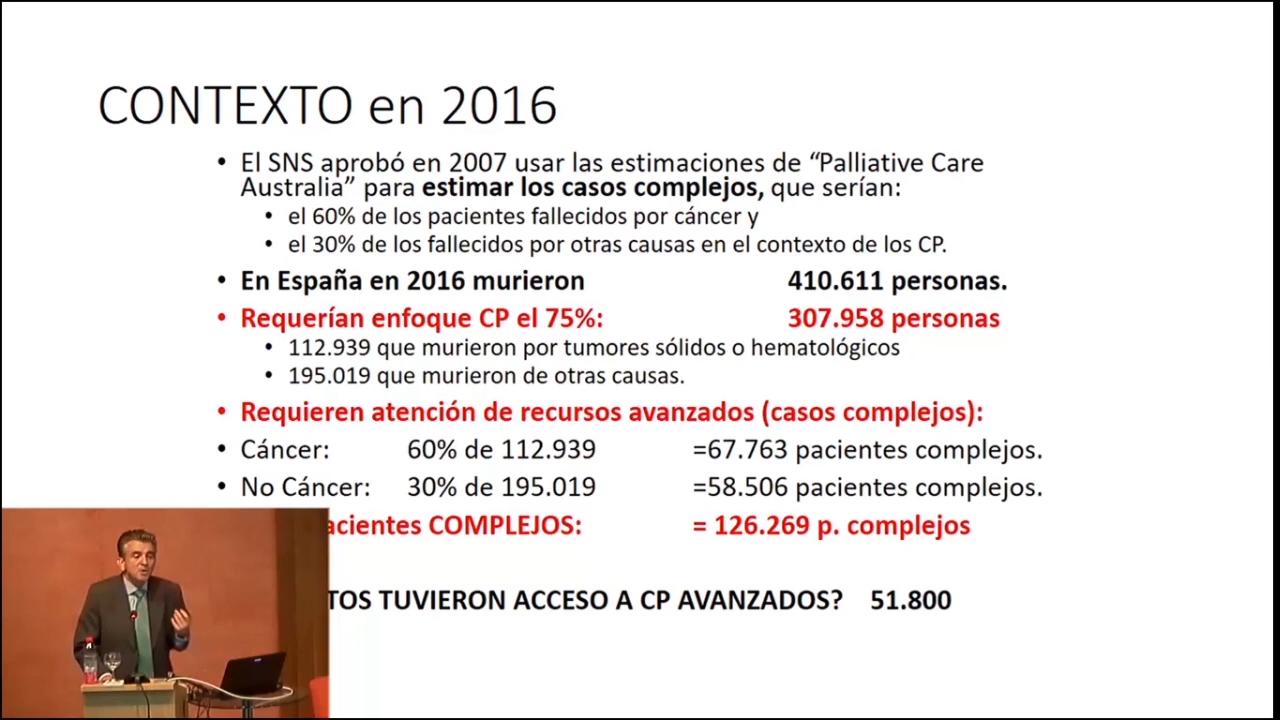 CONTEXTO en 2016
• El SNS aprobó en 2007 usar las estimaciones de “Palliative Care
Australia” para estimar los casos complejos, que serían:
• el 60% de los pacientes fallecidos por cáncer y
• el 30% de los fallecidos por otras causas en el contexto de los CP.
• En España en 2016 murieron 410.611 personas.
• Requerían enfoque CP el 75%: 307.958 personas
• 112.939 que murieron por tumores sólidos o hematológicos
• 195.019 que murieron de otras causas.
• Requieren atención de recursos avanzados (casos complejos):
• Cáncer: 60% de 112.939 =67.763 pacientes complejos.
• No Cáncer: 30% de 195.019 =58.506 pacientes complejos.
acientes COMPLEJOS: = 126.269 p. complejos
TOS TUVIERON ACCESO A CP AVANZADOS? 51.800